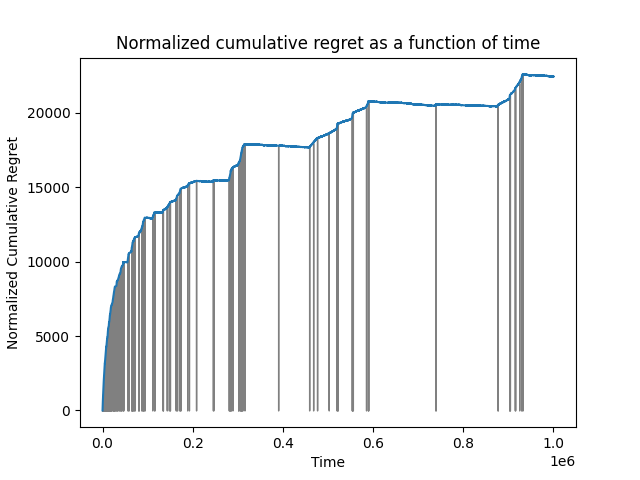 Normalized cumulative regret as a function of time
Normalized Cumulative Regret
20000
15000
10000
5000
0
0.0 0.2 0.4 0.6 0.8 1.0
1e6
Time